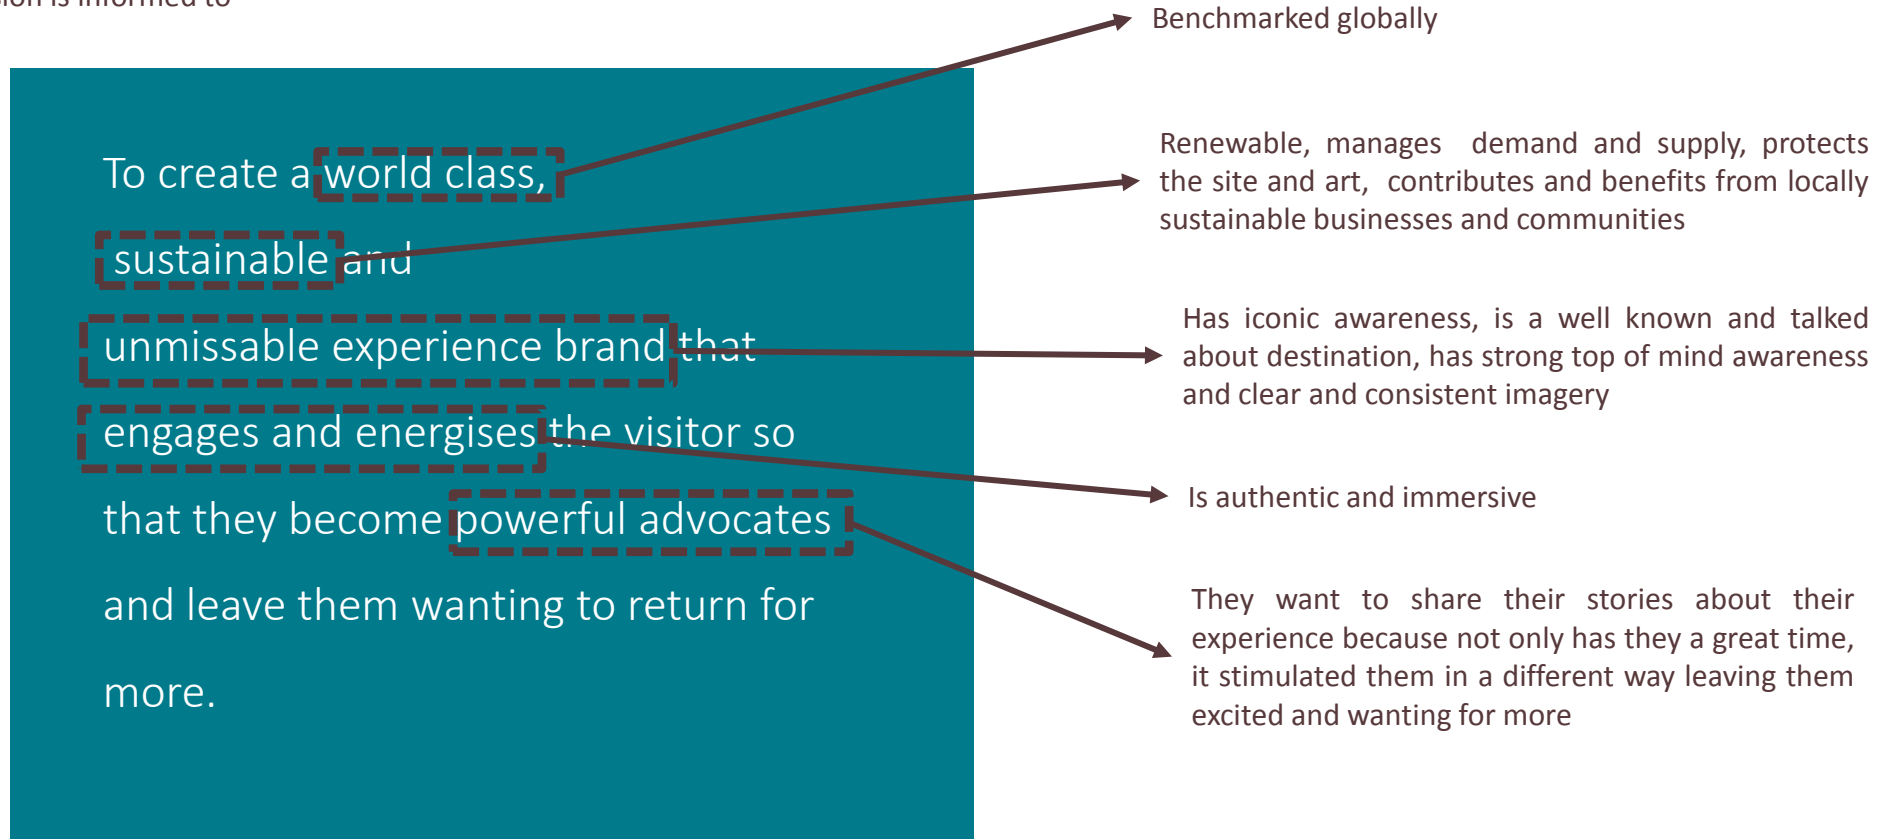 is informed to
To create a world class,
sustainable and
unmissable experience brand that
engages and energises the visitor so
that they become powerful advocates
and leave them wanting to return for
more.
Benchmarked globally
Renewable, manages demand and supply, protects
the site and art, contributes and benefits from locally
sustainable businesses and communities
Has iconic awareness, is a well known and talked
about destination, has strong top of mind awareness
and clear and consistent imagery
Is authentic and immersive
They want to share their stories about their
experience because not only has they a great time,
it stimulated them in a different way leaving them
excited and wanting for more